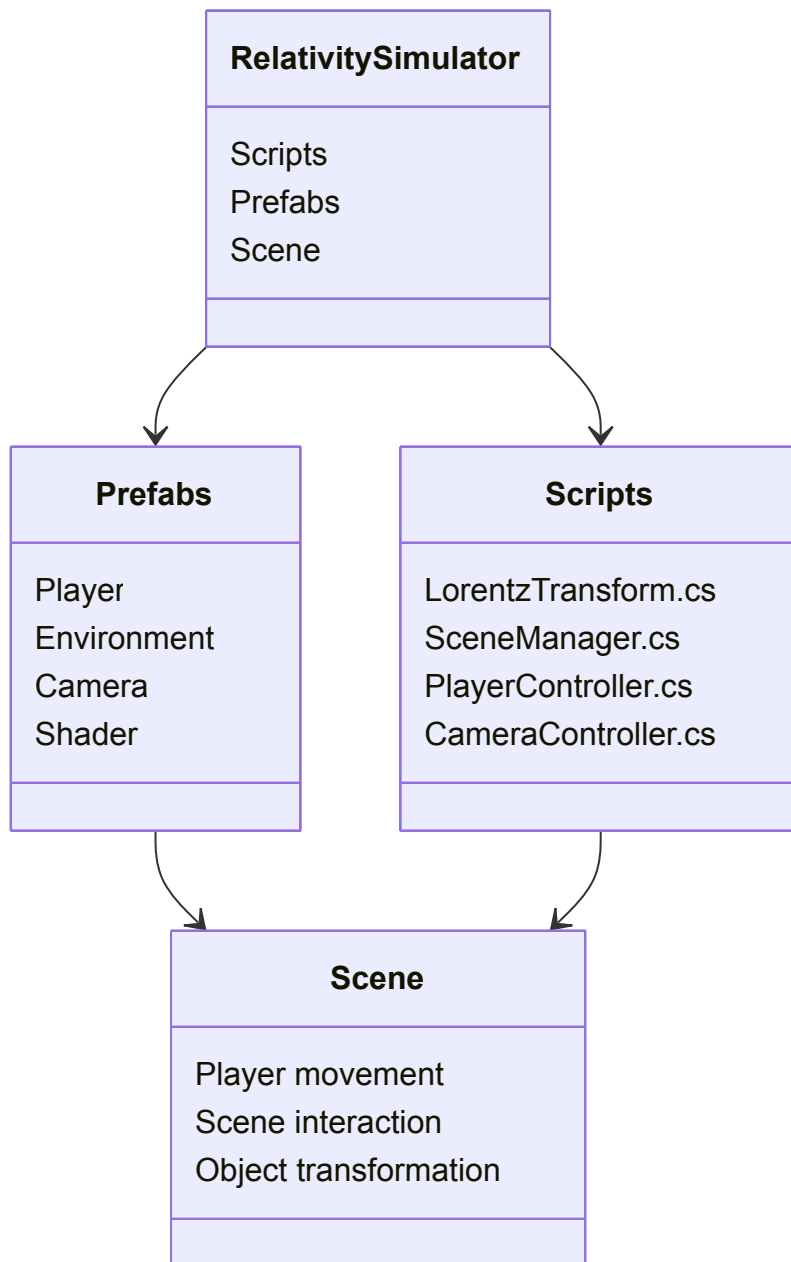 RelativitySimulator
Scripts
Prefabs
Scene
Prefabs
Player
Environment
Camera
Shader
Scripts
LorentzTransform.cs
SceneManager.cs
PlayerController.cs
CameraController.cs
Scene
Player movement
Scene interaction
Object transformation